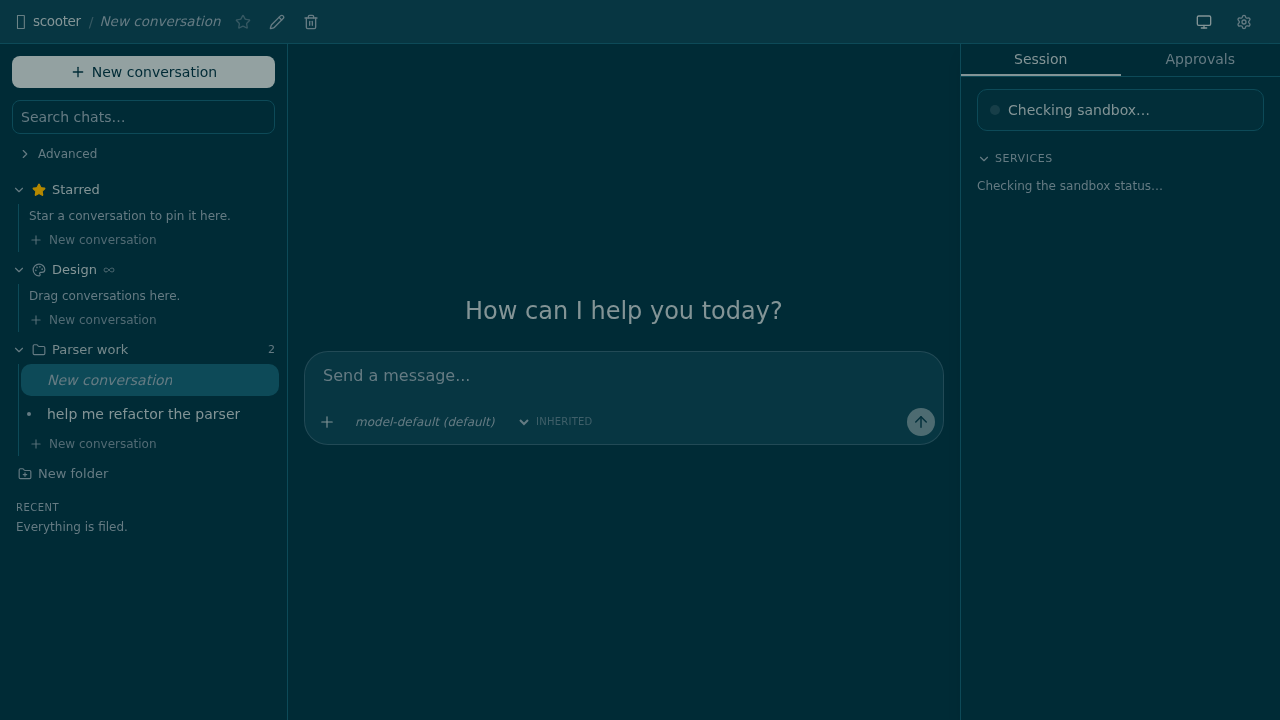 scooter / New conversation
New conversation
Search chats...
Advanced
Starred
Star a conversation to pin it here.
New conversation
Design
Drag conversations here.
New conversation
Parser work 2
New conversation
help me refactor the parser
New conversation
New folder
RECENT
Everything is filed.
How can I help you today?
Send a message...
model-default (default) INHERITED
Session Approvals
Checking sandbox...
SERVICES
Checking the sandbox status...